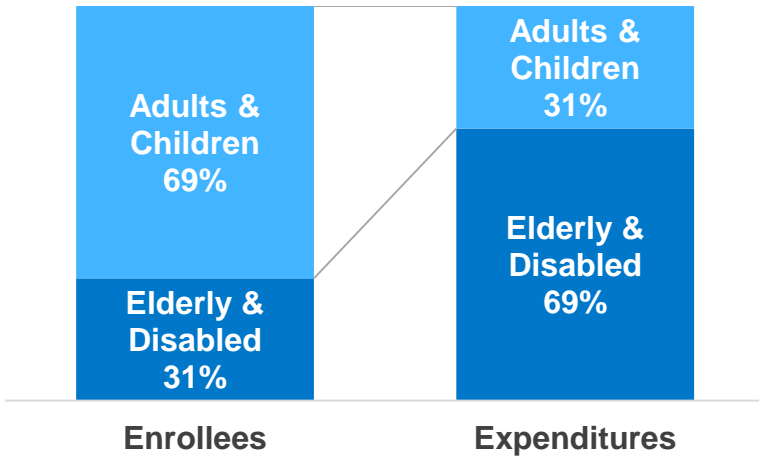 Adults &
Children
69%
Elderly &
Disabled
31%
Adults &
Children
31%
Elderly &
Disabled
69%
Enrollees
Expenditures